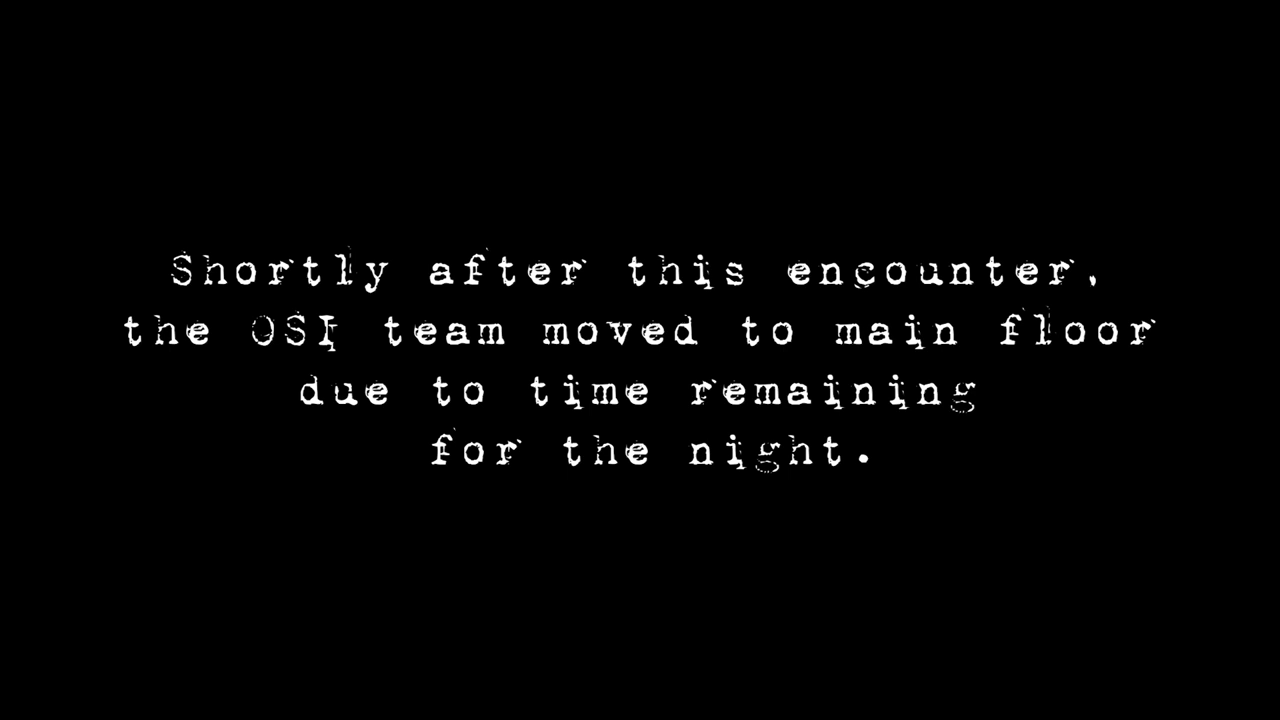 Shortly after this encounter,
the OSI team moved to main floor
due to time remaining
for the night.